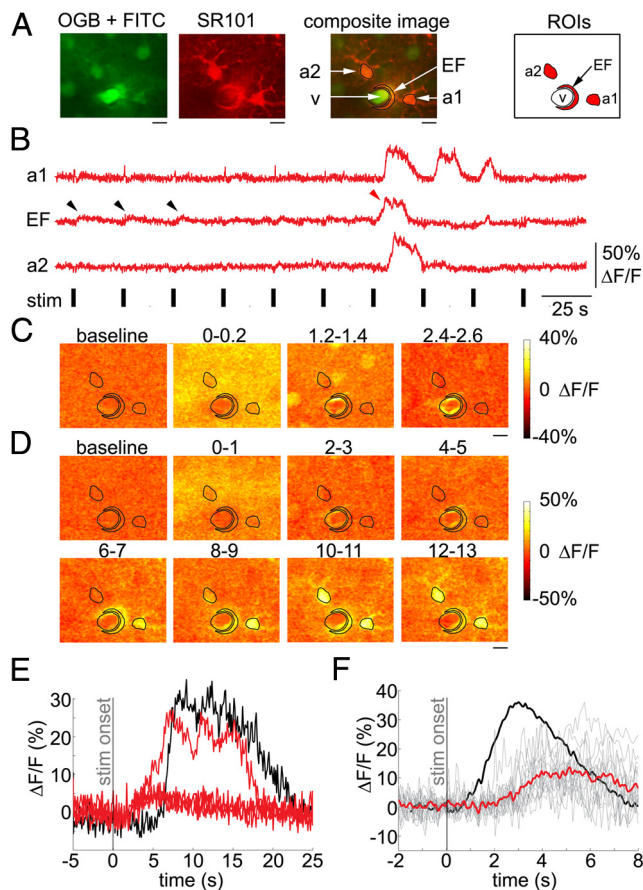 A
OGB + FITC
SR101
composite image
ROIs
a2
v
EF
a1
a2
EF
v
a1
B
a1
EF
a2
stim
50%
ΔF/F
25 s
C
baseline
0-0.2
1.2-1.4
2.4-2.6
40%
0 ΔF/F
-40%
D
baseline
0-1
2-3
4-5
6-7
8-9
10-11
12-13
50%
0 ΔF/F
-50%
E
ΔF/F (%)
30
20
10
0
stim onset
-5
0
5
10
15
20
25
time (s)
F
ΔF/F (%)
40
30
20
10
0
-10
stim onset
-2
0
2
4
6
8
time (s)